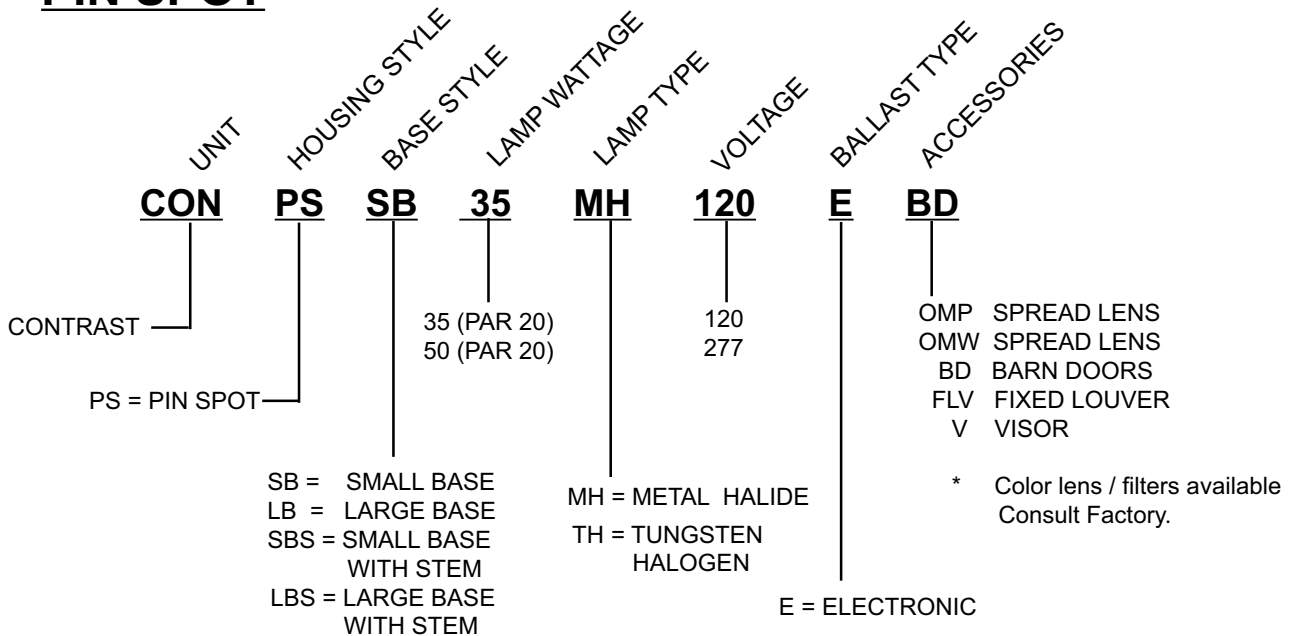 PIN SPOT
UNIT
HOUSING STYLE
BASE STYLE
LAMP WATTAGE
LAMP TYPE
VOLTAGE
BALLAST TYPE
ACCESSORIES
CON PS SB 35 MH 120 E BD
CONTRAST
PS = PIN SPOT
SB = SMALL BASE
LB = LARGE BASE
SBS = SMALL BASE
WITH STEM
LBS = LARGE BASE
WITH STEM
35 (PAR 20)
50 (PAR 20)
MH = METAL HALIDE
TH = TUNGSTEN
HALOGEN
120
277
E = ELECTRONIC
OMP SPREAD LENS
OMW SPREAD LENS
BD BARN DOORS
FLV FIXED LOUVER
V VISOR
* Color lens / filters available
Consult Factory.